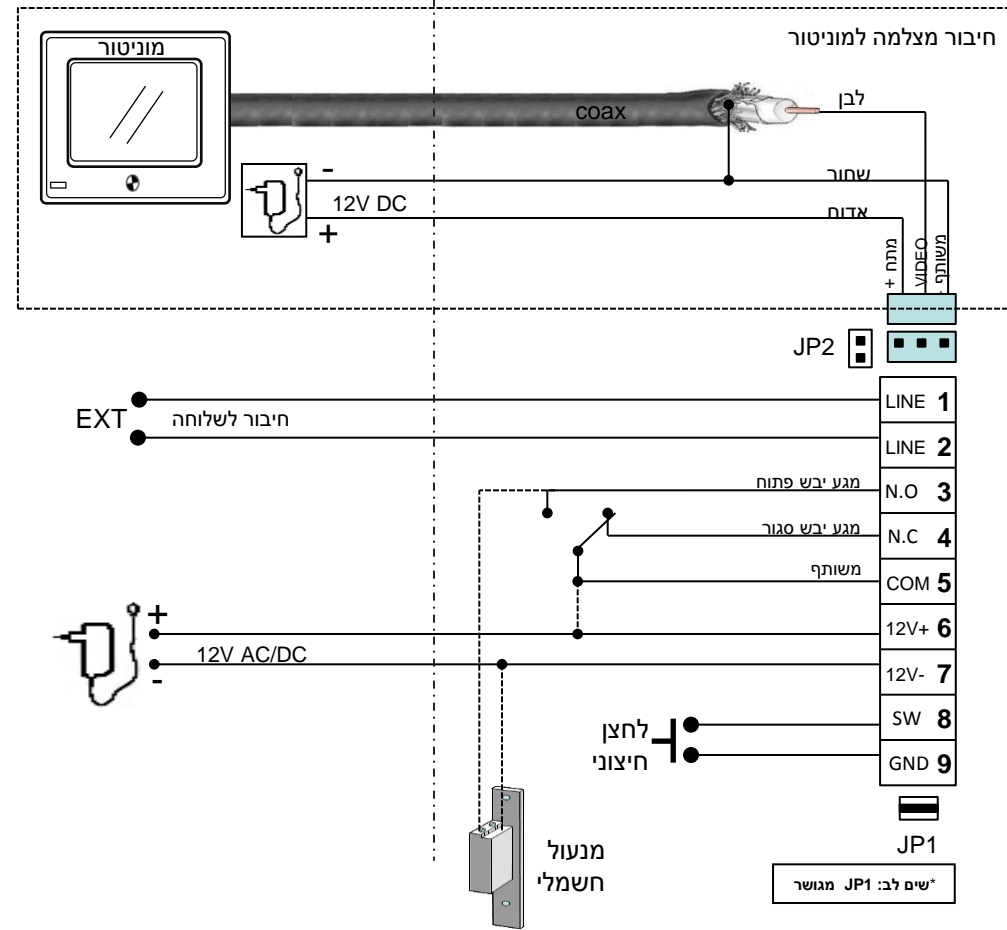 חיבור מצלמה למוניטור
מוניטור
coax
לבן
שחור
אדום
-
12V DC
+
מתח +
VIDEO
משותף -
JP2
EXT
חיבור לשלוחה
LINE 1
LINE 2
מגע יבש פתוח
N.O 3
מגע יבש סגור
N.C 4
משותף
COM 5
+
12V+ 6
12V AC/DC
-
12V- 7
SW 8
לחצן
חיצוני
GND 9
JP1
מנעול
חשמלי
*שים לב: JP1 מגושר